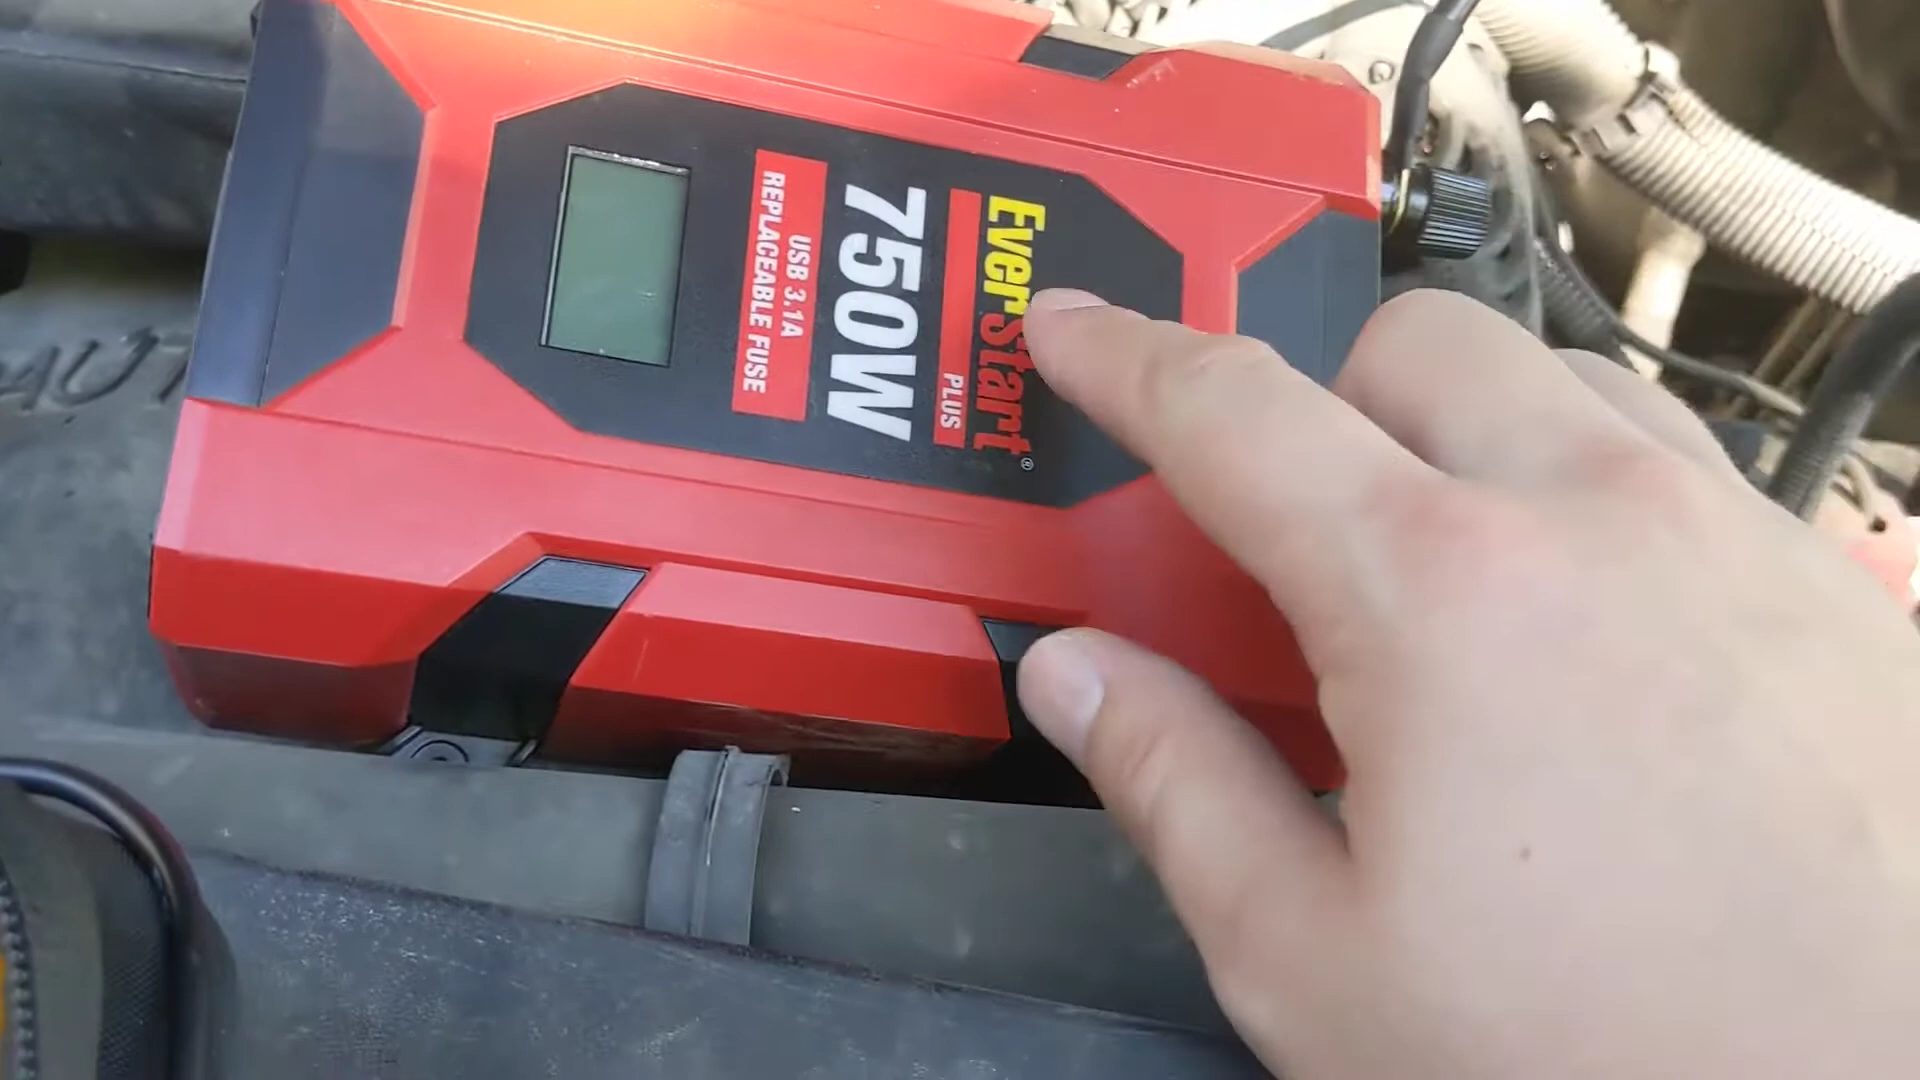 EverStart®
PLUS
750W
USB 3.1A
REPLACEABLE FUSE